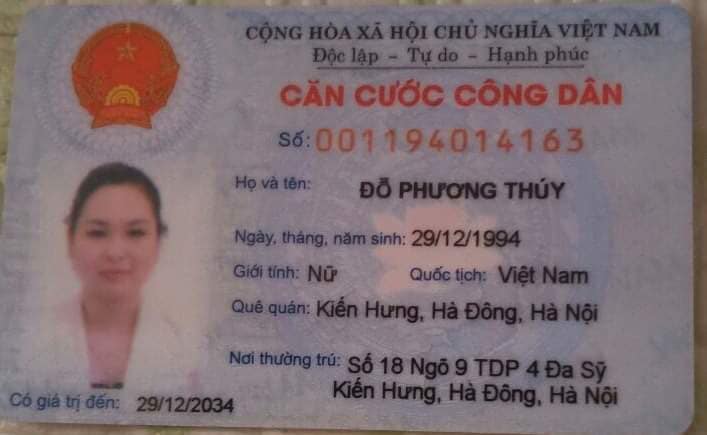 CỘNG HÒA XÃ HỘI CHỦ NGHĨA VIỆT NAM
Độc lập - Tự do - Hạnh phúc
CĂN CƯỚC CÔNG DÂN
Số: 001194014163
Họ và tên: ĐỖ PHƯƠNG THÚY
Ngày, tháng, năm sinh: 29/12/1994
Giới tính: Nữ Quốc tịch: Việt Nam
Quê quán: Kiến Hưng, Hà Đông, Hà Nội
Nơi thường trú: Số 18 Ngõ 9 TDP 4 Đa Sỹ
Kiến Hưng, Hà Đông, Hà Nội
Có giá trị đến: 29/12/2034